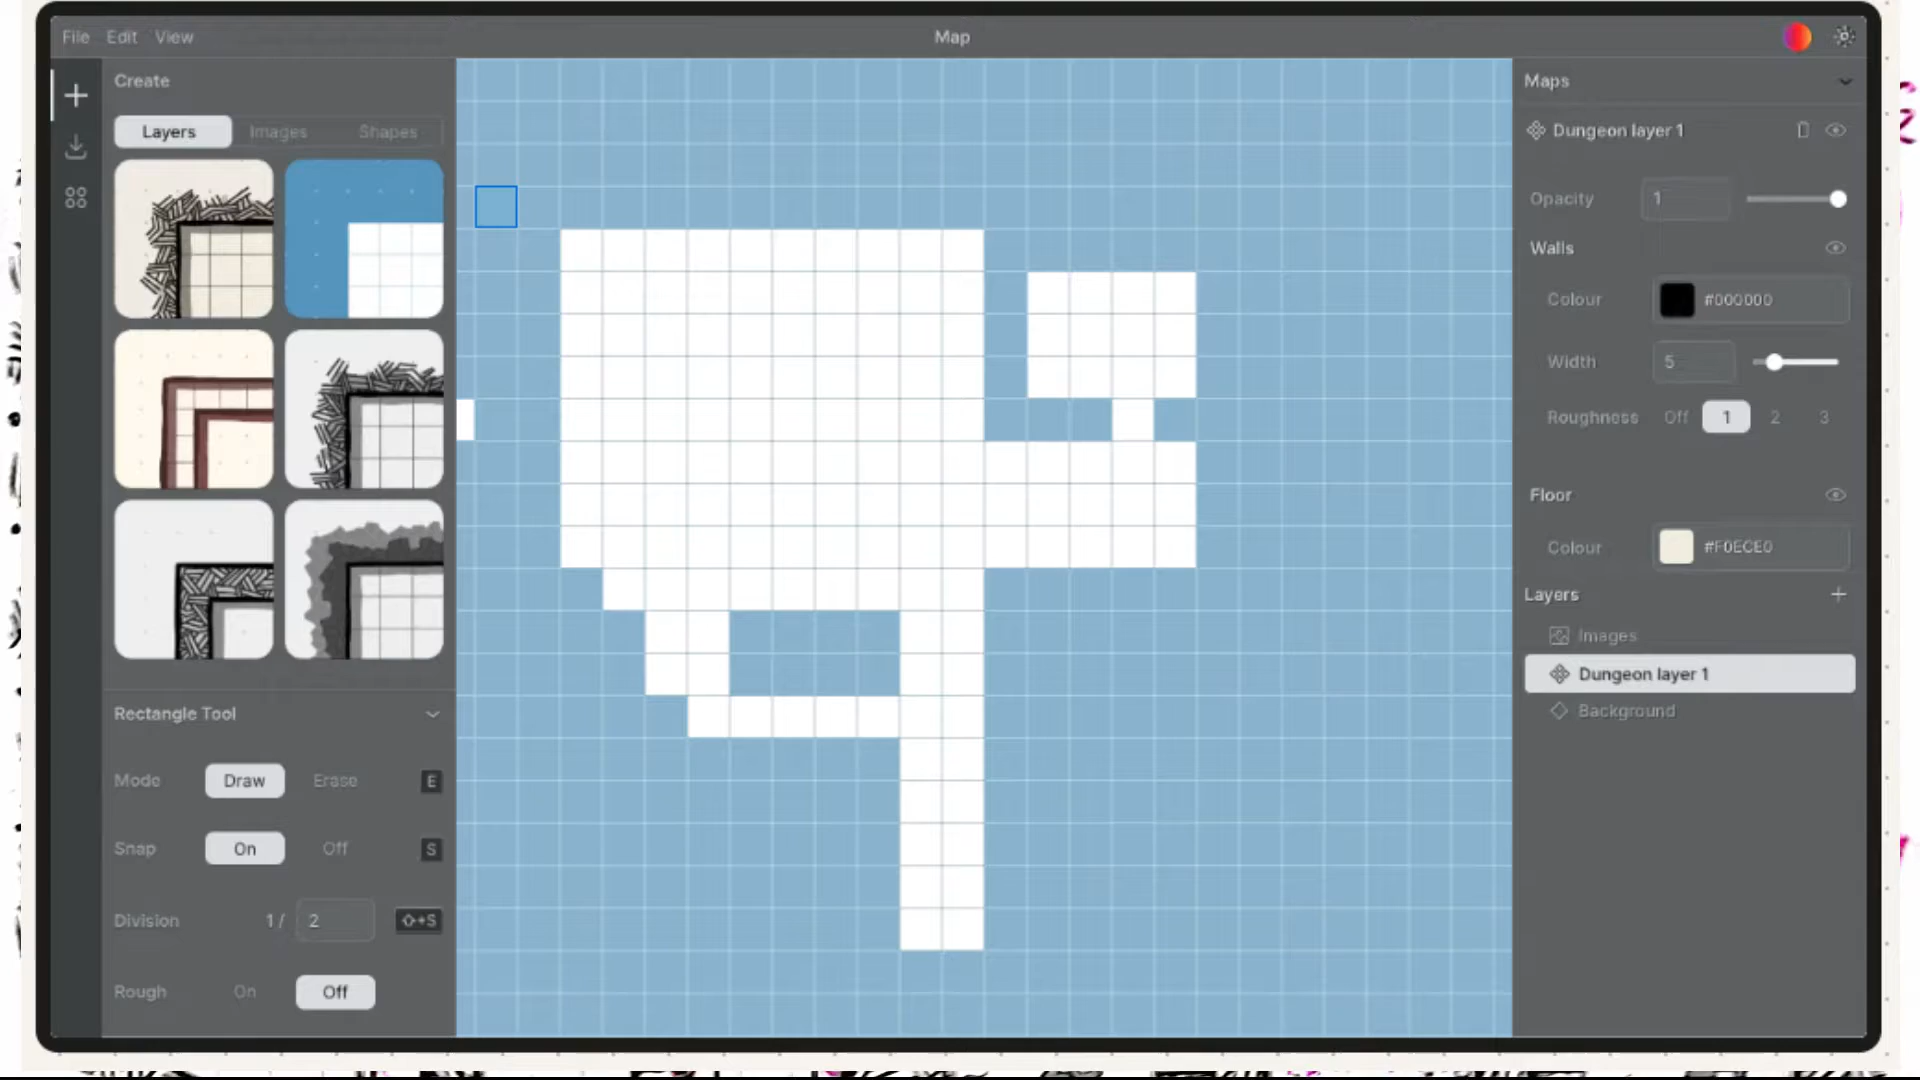 File Edit View Map
Create
Layers Images Shapes
Rectangle Tool
Mode Draw Erase E
Snap On Off S
Division 1 / 2 +S
Rough On Off
Maps
Dungeon layer 1
Opacity 1
Walls
Colour #000000
Width 5
Roughness Off 1 2 3
Floor
Colour #F0ECE0
Layers +
Images
Dungeon layer 1
Background